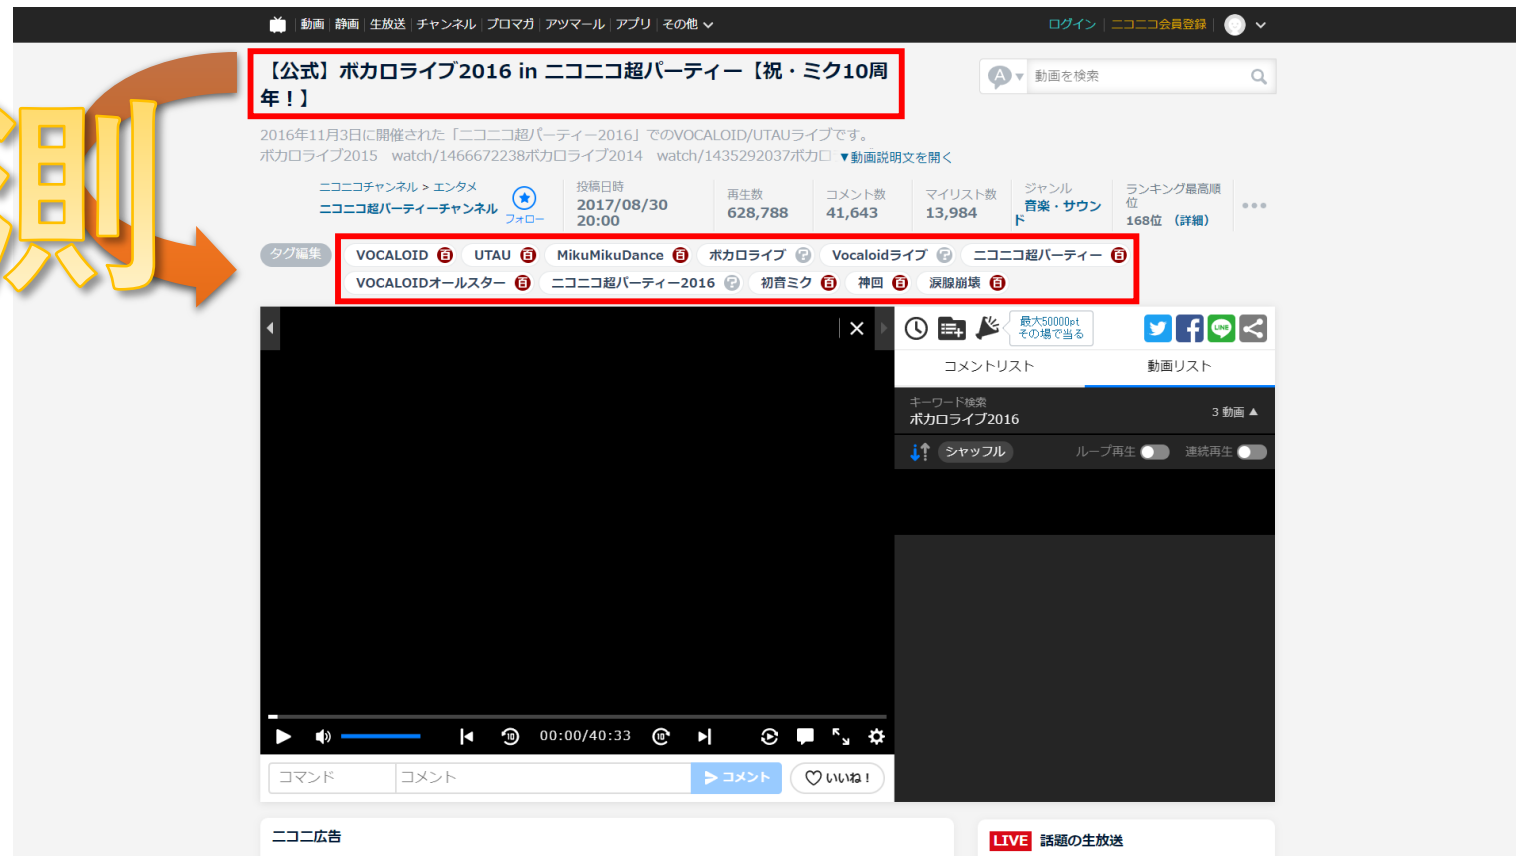 動画 静画 生放送 チャンネル ブロマガ アツマール アプリ その他
ログイン ニコニコ会員登録
【公式】ボカロライブ2016 in ニコニコ超パーティー【祝・ミク10周
年！】
A 動画を検索
2016年11月3日に開催された「ニコニコ超パーティー2016」でのVOCALOID/UTAUライブです。
ボカロライブ2015 watch/1466672238ボカロライブ2014 watch/1435292037ボカロ ▼動画説明文を開く
ニコニコチャンネル > エンタメ
ニコニコ超パーティーチャンネル
フォロー
投稿日時
2017/08/30
20:00
再生数
628,788
コメント数
41,643
マイリスト数
13,984
ジャンル
音楽・サウン
ド
ランキング最高順
位
168位 （詳細）
測
タグ編集
VOCALOID 百 UTAU 百 MikuMikuDance 百 ボカロライブ ? Vocaloidライブ ? ニコニコ超パーティー 百
VOCALOIDオールスター 百 ニコニコ超パーティー2016 ? 初音ミク 百 神回 百 涙腺崩壊 百
最大50000pt
その場で当る
LINE
コメントリスト 動画リスト
キーワード検索
ボカロライブ2016
3 動画 ▲
シャッフル ループ再生 連続再生
10 00:00/40:33 10
コマンド コメント コメント いいね！
ニコニ広告
LIVE 話題の生放送